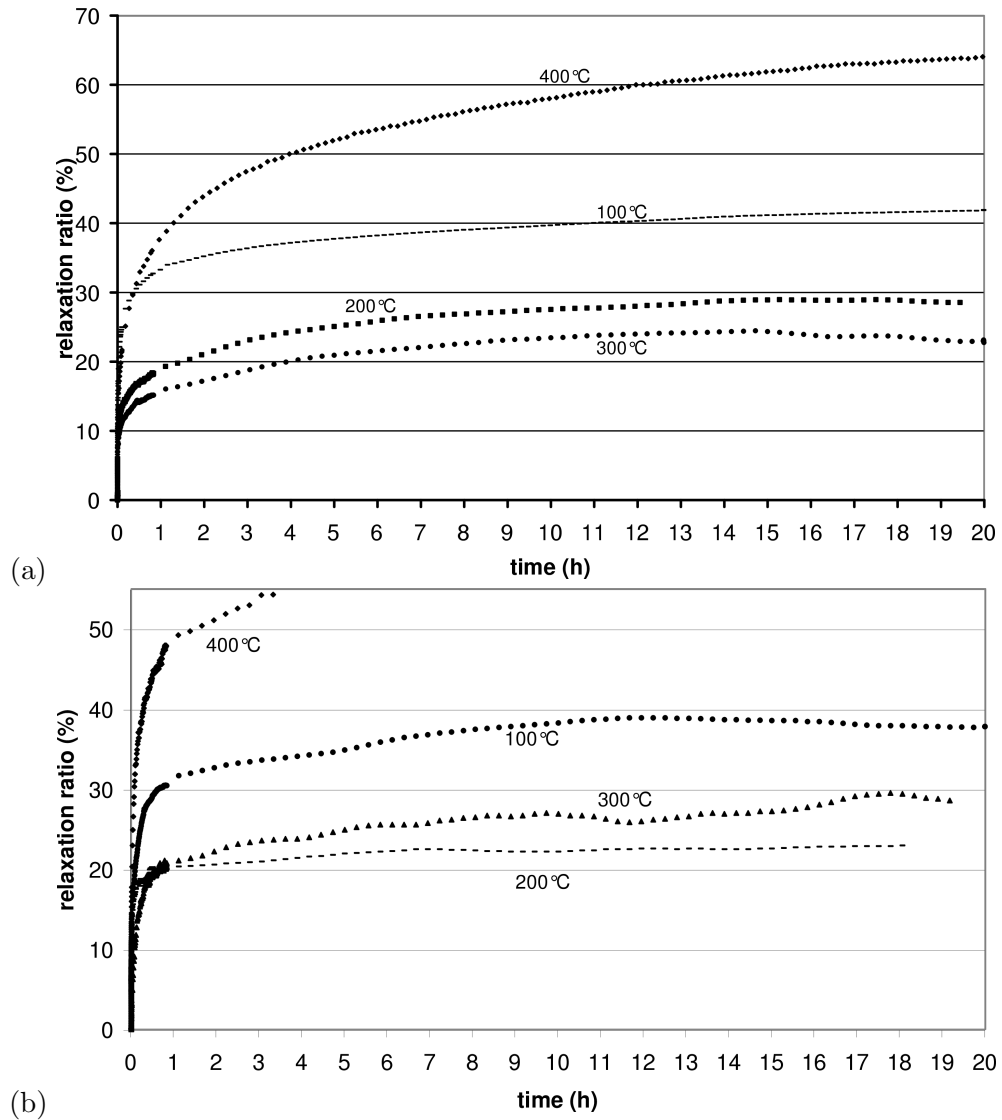 70
60
50
40
30
20
10
0
relaxation ratio (%)
400°C
100°C
200°C
300°C
0 1 2 3 4 5 6 7 8 9 10 11 12 13 14 15 16 17 18 19 20
time (h)
(a)
50
40
30
20
10
0
relaxation ratio (%)
400°C
100°C
300°C
200°C
0 1 2 3 4 5 6 7 8 9 10 11 12 13 14 15 16 17 18 19 20
time (h)
(b)